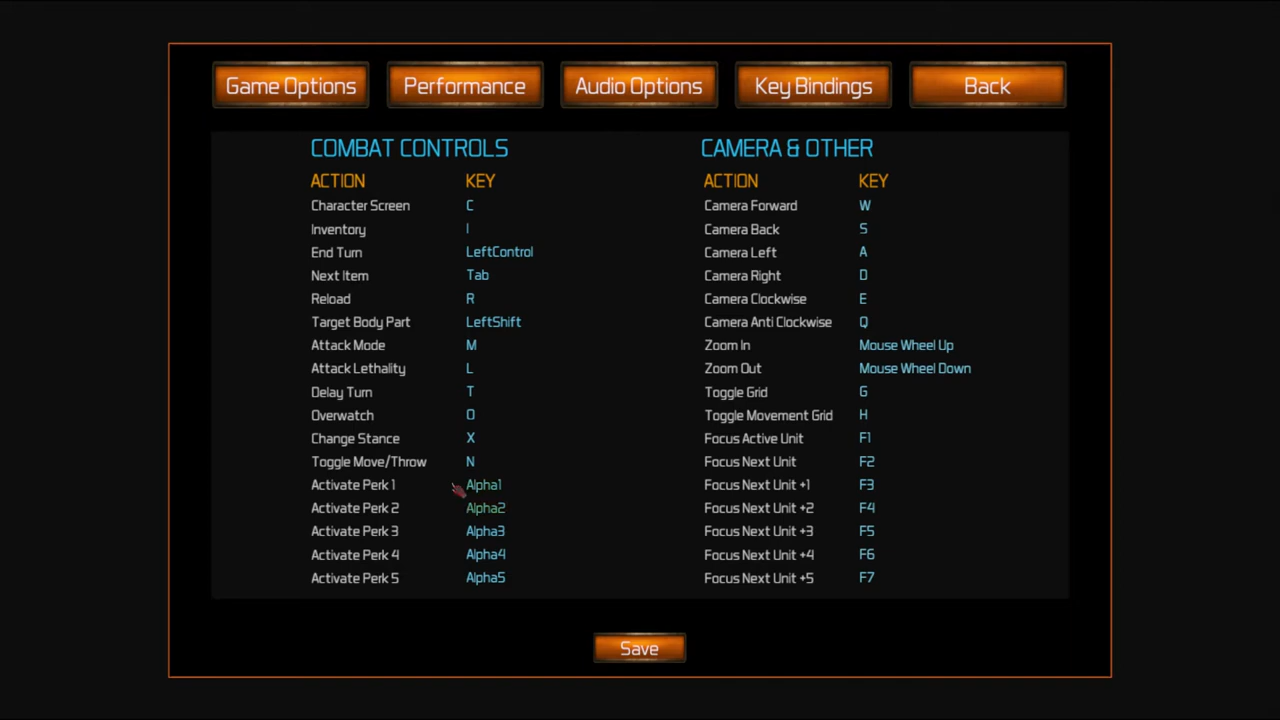 Game Options Performance Audio Options Key Bindings Back
COMBAT CONTROLS
ACTION KEY
Character Screen C
Inventory I
End Turn LeftControl
Next Item Tab
Reload R
Target Body Part LeftShift
Attack Mode M
Attack Lethality L
Delay Turn T
Overwatch O
Change Stance X
Toggle Move/Throw N
Activate Perk 1 Alpha1
Activate Perk 2 Alpha2
Activate Perk 3 Alpha3
Activate Perk 4 Alpha4
Activate Perk 5 Alpha5
CAMERA & OTHER
ACTION KEY
Camera Forward W
Camera Back S
Camera Left A
Camera Right D
Camera Clockwise E
Camera Anti Clockwise Q
Zoom In Mouse Wheel Up
Zoom Out Mouse Wheel Down
Toggle Grid G
Toggle Movement Grid H
Focus Active Unit F1
Focus Next Unit F2
Focus Next Unit +1 F3
Focus Next Unit +2 F4
Focus Next Unit +3 F5
Focus Next Unit +4 F6
Focus Next Unit +5 F7
Save